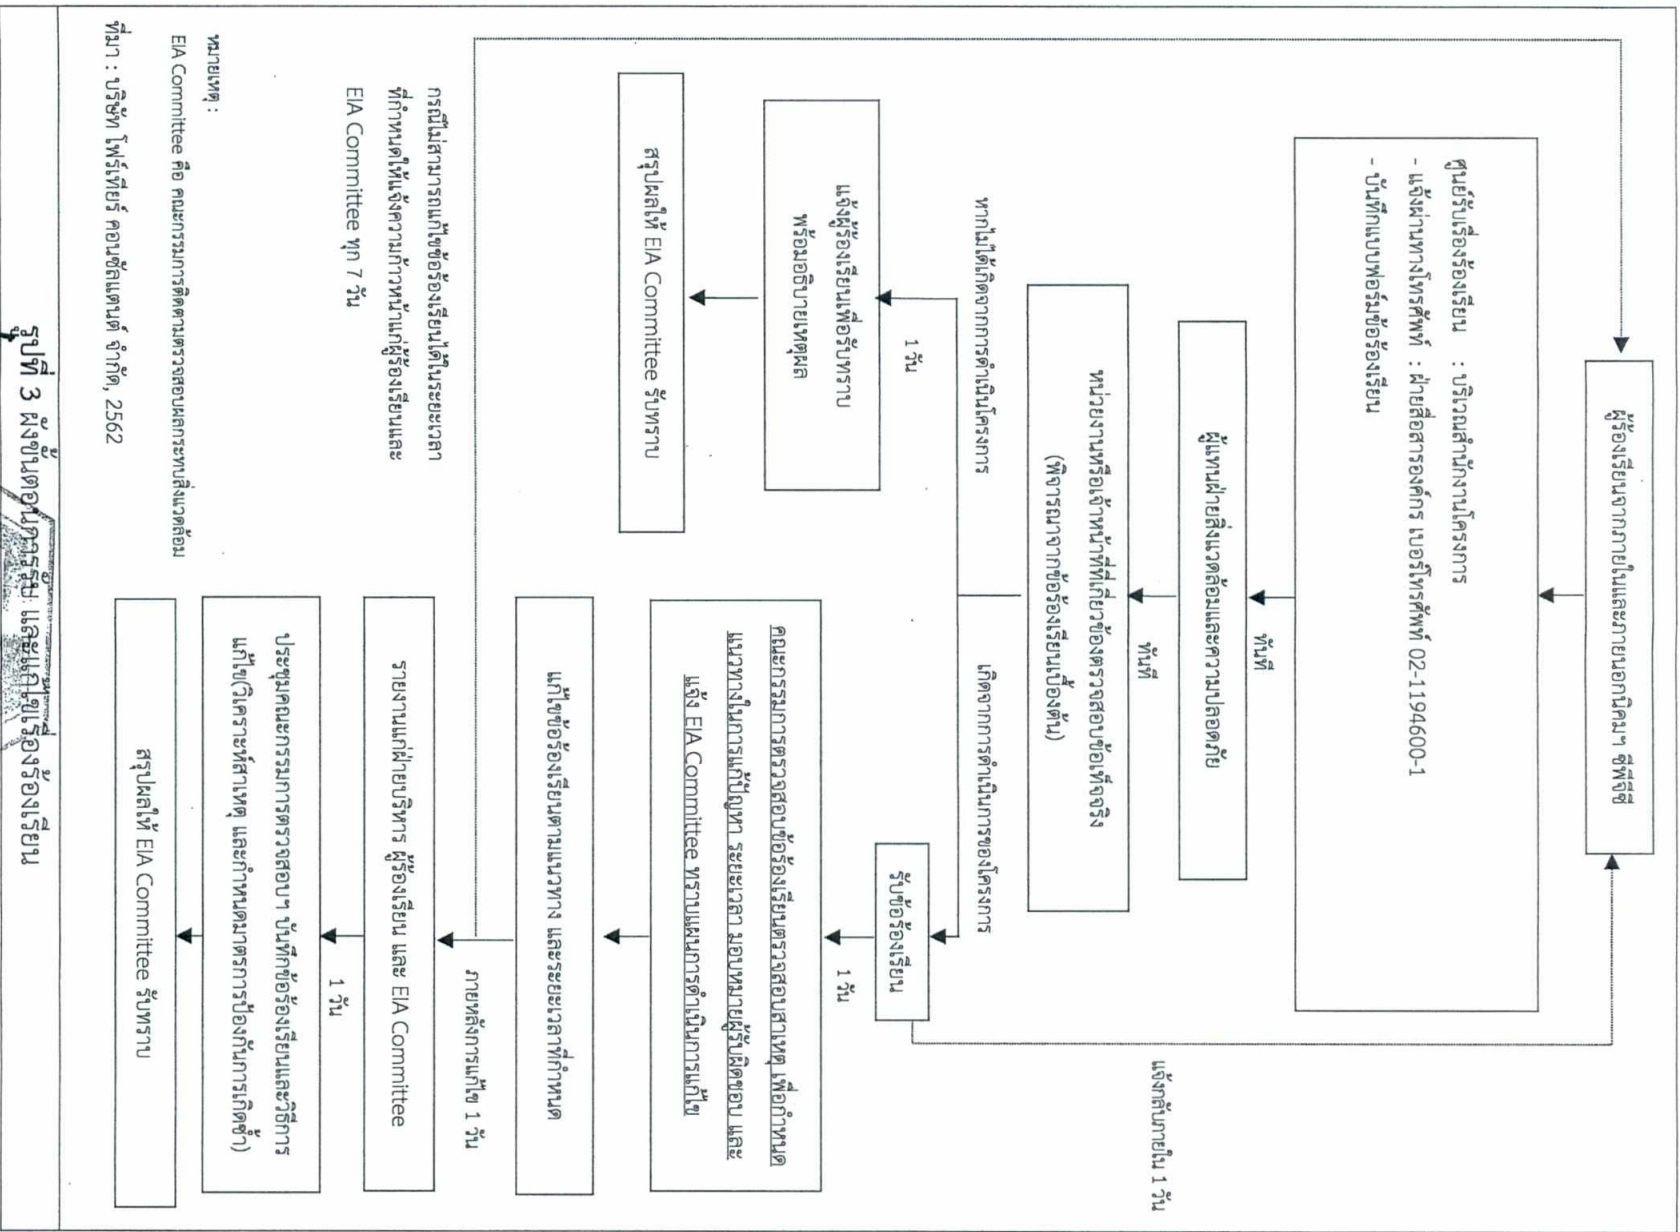 ผู้ร้องเรียนจากภายในและภายนอกนิคมฯ ซีพีจีซี
ศูนย์รับเรื่องร้องเรียน : บริเวณสำนักงานโครงการ
- แจ้งผ่านทางโทรศัพท์ : ฝ่ายสื่อสารองค์กร เบอร์โทรศัพท์ 02-1194600-1
- บันทึกแบบฟอร์มข้อร้องเรียน
แจ้งกลับภายใน 1 วัน
ทันที
ผู้แทนฝ่ายสิ่งแวดล้อมและความปลอดภัย
ทันที
หน่วยงานหรือเจ้าหน้าที่ที่เกี่ยวข้องตรวจสอบข้อเท็จจริง
(พิจารณาจากข้อร้องเรียนเบื้องต้น)
หากไม่ได้เกิดจากการดำเนินโครงการ
เกิดจากการดำเนินการของโครงการ
1 วัน
แจ้งผู้ร้องเรียนเพื่อรับทราบ
พร้อมอธิบายเหตุผล
สรุปผลให้ EIA Committee รับทราบ
รับข้อร้องเรียน
1 วัน
คณะกรรมการตรวจสอบข้อร้องเรียนตรวจสอบสาเหตุ เพื่อกำหนด
แนวทางในการแก้ปัญหา ระยะเวลา มอบหมายผู้รับผิดชอบ และ
แจ้ง EIA Committee ทราบแผนการดำเนินการแก้ไข
แก้ไขข้อร้องเรียนตามแนวทาง และระยะเวลาที่กำหนด
ภายหลังการแก้ไข 1 วัน
กรณีไม่สามารถแก้ไขข้อร้องเรียนได้ในระยะเวลา
ที่กำหนดให้แจ้งความก้าวหน้าแก่ผู้ร้องเรียนและ
EIA Committee ทุก 7 วัน
รายงานแก่ฝ่ายบริหาร ผู้ร้องเรียน และ EIA Committee
1 วัน
ประชุมคณะกรรมการตรวจสอบฯ บันทึกข้อร้องเรียนและวิธีการ
แก้ไข(วิเคราะห์สาเหตุ และกำหนดมาตรการป้องกันการเกิดซ้ำ)
สรุปผลให้ EIA Committee รับทราบ
หมายเหตุ :
EIA Committee คือ คณะกรรมการติดตามตรวจสอบผลกระทบสิ่งแวดล้อม
ที่มา : บริษัท โฟร์เทียร์ คอนซัลแตนต์ จำกัด, 2562
รูปที่ 3 ผังขั้นตอนการรับ และแก้ไขเรื่องร้องเรียน